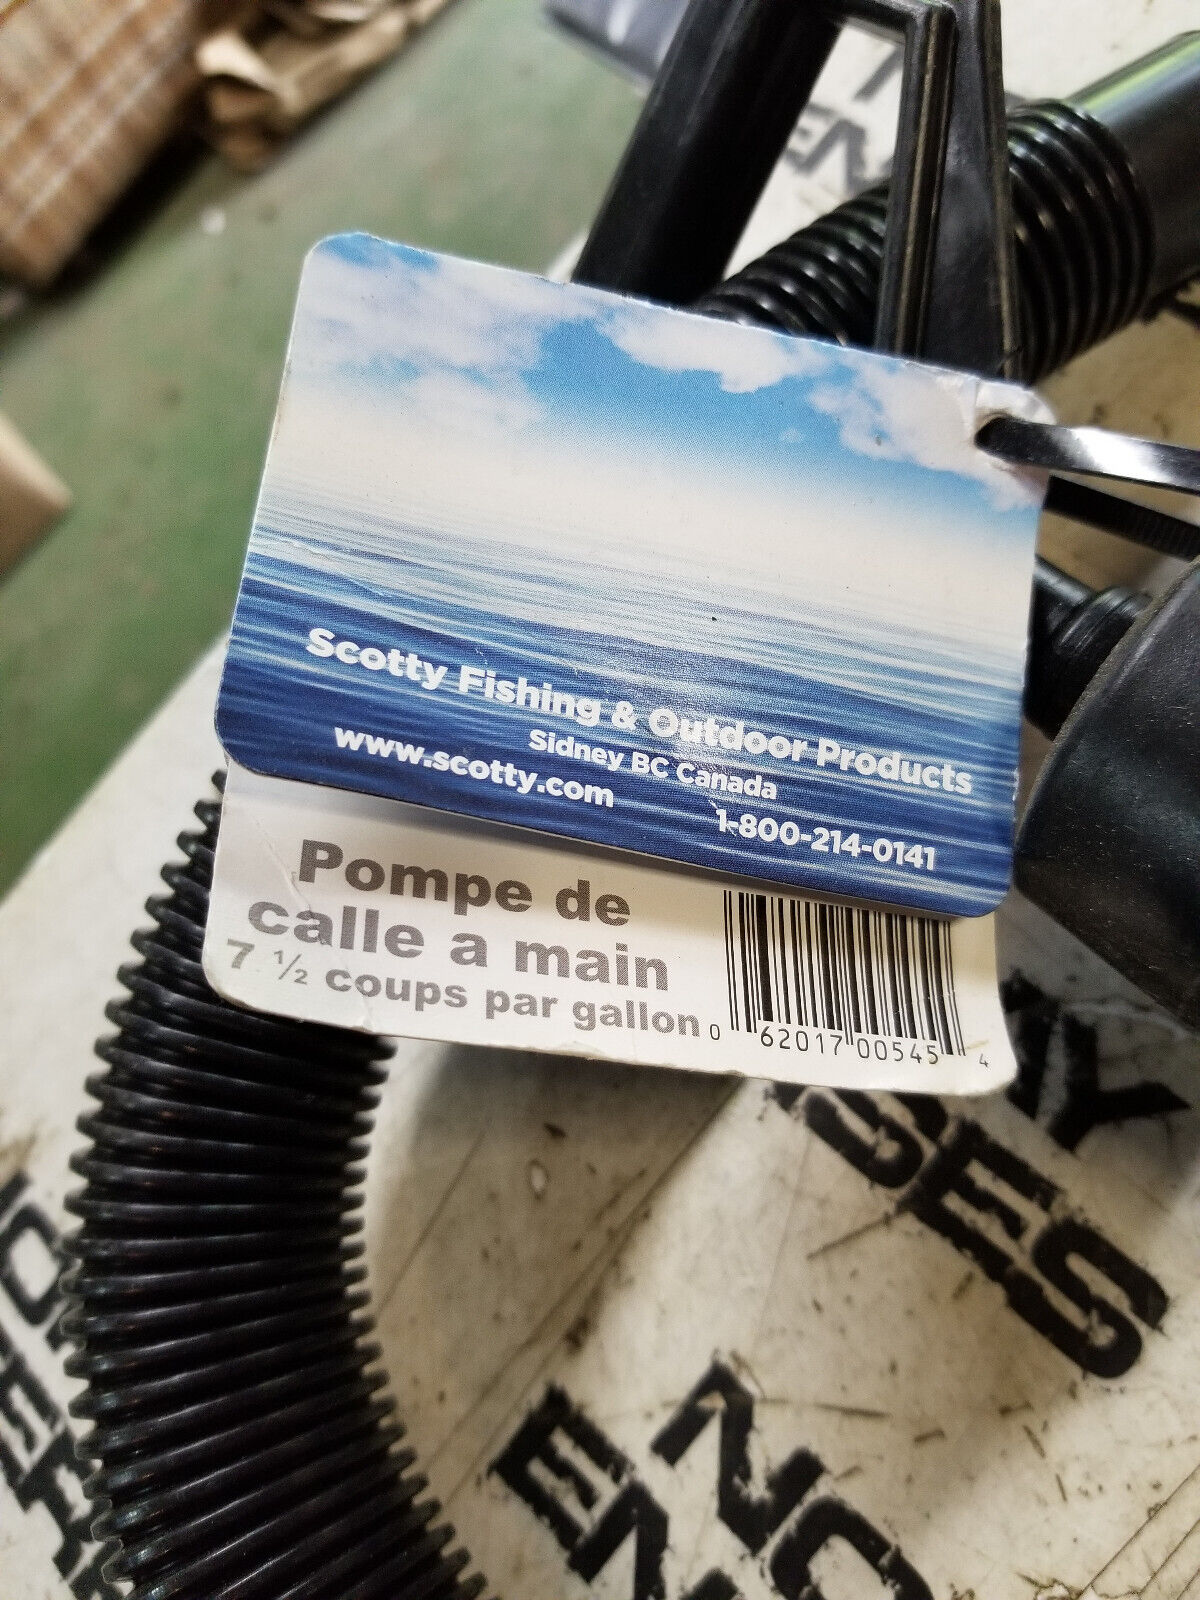 Scotty Fishing & Outdoor Products
Sidney BC Canada
www.scotty.com
1-800-214-0141
Pompe de
calle a main
7 ½ coups par gallon
0 62017 00545 4